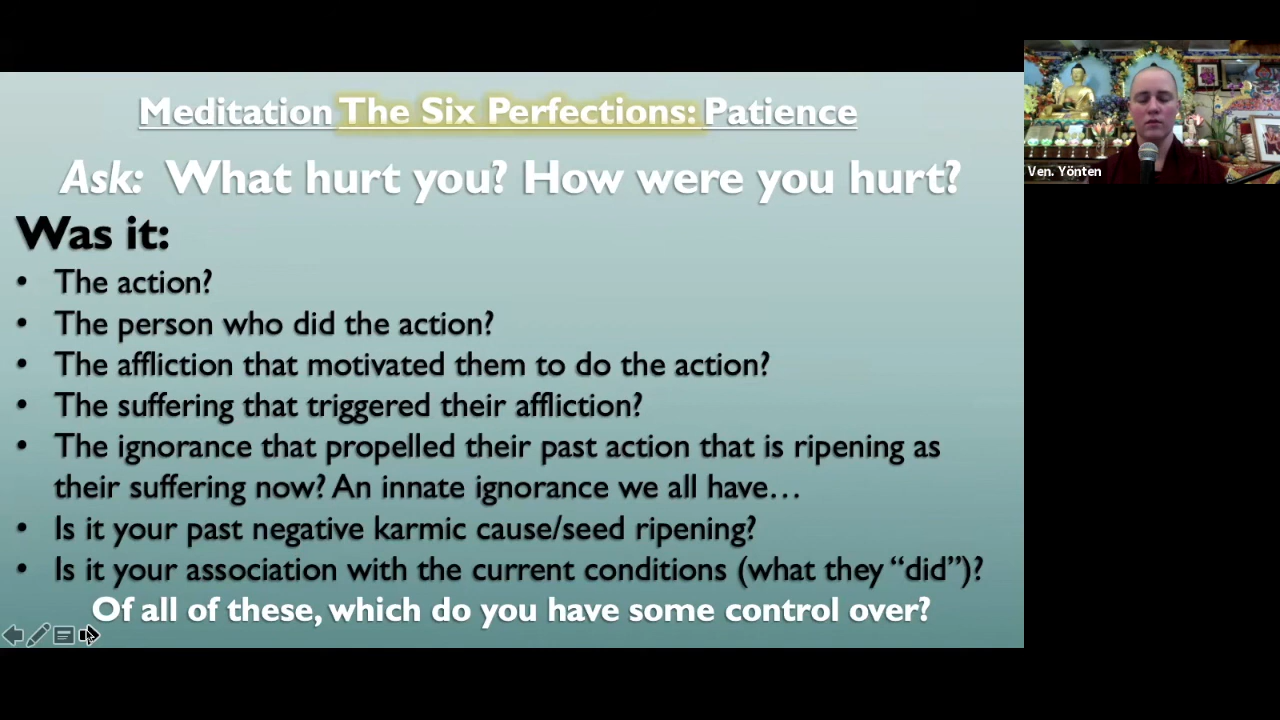 Meditation The Six Perfections: Patience
Ask: What hurt you? How were you hurt?
Was it:
• The action?
• The person who did the action?
• The affliction that motivated them to do the action?
• The suffering that triggered their affliction?
• The ignorance that propelled their past action that is ripening as
their suffering now? An innate ignorance we all have…
• Is it your past negative karmic cause/seed ripening?
• Is it your association with the current conditions (what they “did”)?
Of all of these, which do you have some control over?
Ven. Yönten